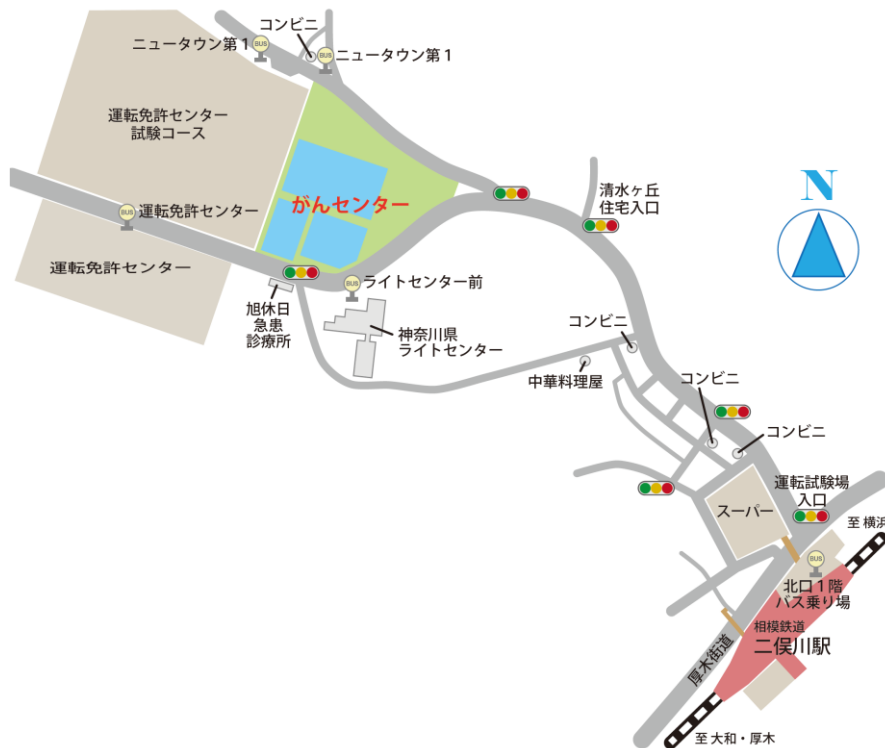 コンビニ
ニュータウン第1
BUS
BUS
ニュータウン第1
運転免許センター
試験コース
がんセンター
BUS
運転免許センター
運転免許センター
清水ヶ丘
住宅入口
N
BUS
ライトセンター前
旭休日
急患
診療所
神奈川県
ライトセンター
コンビニ
中華料理屋
コンビニ
コンビニ
スーパー
運転試験場
入口
至 横浜
BUS
北口1階
バス乗り場
相模鉄道
二俣川駅
厚木街道
至 大和・厚木